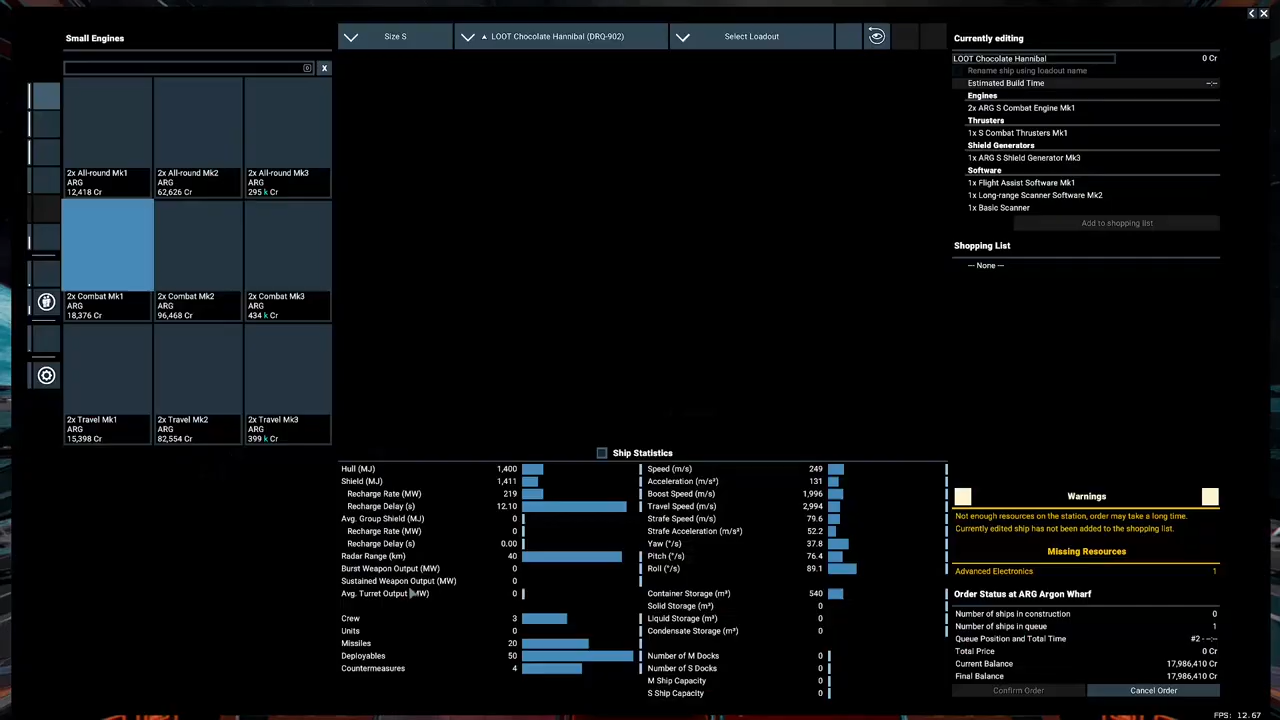 Small Engines
x
2x All-round Mk1
ARG
12,418 Cr
2x All-round Mk2
ARG
62,626 Cr
2x All-round Mk3
ARG
295 k Cr
2x Combat Mk1
ARG
18,376 Cr
2x Combat Mk2
ARG
96,468 Cr
2x Combat Mk3
ARG
434 k Cr
2x Travel Mk1
ARG
15,398 Cr
2x Travel Mk2
ARG
82,554 Cr
2x Travel Mk3
ARG
399 k Cr
Size S
LOOT Chocolate Hannibal (DRQ-902)
Select Loadout
Ship Statistics
Hull (MJ) 1,400
Shield (MJ) 1,411
Recharge Rate (MW) 219
Recharge Delay (s) 12.10
Avg. Group Shield (MJ) 0
Recharge Rate (MW) 0
Recharge Delay (s) 0.00
Radar Range (km) 40
Burst Weapon Output (MW) 0
Sustained Weapon Output (MW) 0
Avg. Turret Output (MW) 0
Crew 3
Units 0
Missiles 20
Deployables 50
Countermeasures 4
Speed (m/s) 249
Acceleration (m/s²) 131
Boost Speed (m/s) 1,996
Travel Speed (m/s) 2,994
Strafe Speed (m/s) 79.6
Strafe Acceleration (m/s²) 52.2
Yaw (°/s) 37.8
Pitch (°/s) 76.4
Roll (°/s) 89.1
Container Storage (m³) 540
Solid Storage (m³) 0
Liquid Storage (m³) 0
Condensate Storage (m³) 0
Number of M Docks 0
Number of S Docks 0
M Ship Capacity 0
S Ship Capacity 0
Currently editing
LOOT Chocolate Hannibal 0 Cr
Rename ship using loadout name
Estimated Build Time --:--
Engines
2x ARG S Combat Engine Mk1
Thrusters
1x S Combat Thrusters Mk1
Shield Generators
1x ARG S Shield Generator Mk3
Software
1x Flight Assist Software Mk1
1x Long-range Scanner Software Mk2
1x Basic Scanner
Add to shopping list
Shopping List
--- None ---
Warnings
Not enough resources on the station, order may take a long time.
Currently edited ship has not been added to the shopping list.
Missing Resources
Advanced Electronics 1
Order Status at ARG Argon Wharf
Number of ships in construction 0
Number of ships in queue 1
Queue Position and Total Time #2 - --:--
Total Price 0 Cr
Current Balance 17,986,410 Cr
Final Balance 17,986,410 Cr
Confirm Order
Cancel Order
FPS: 12.67